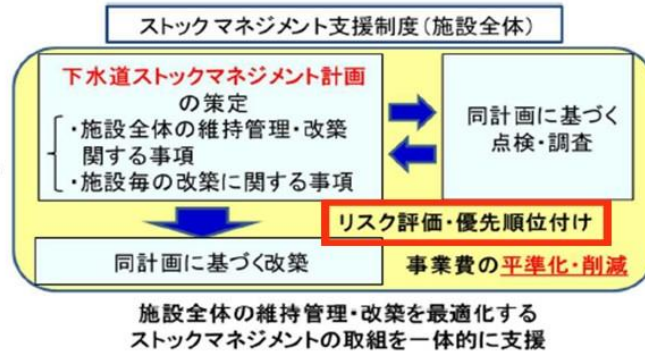 ストックマネジメント支援制度（施設全体）
下水道ストックマネジメント計画
の策定
・施設全体の維持管理・改築
関する事項
・施設毎の改築に関する事項
同計画に基づく
点検・調査
リスク評価・優先順位付け
同計画に基づく改築
事業費の平準化・削減
施設全体の維持管理・改築を最適化する
ストックマネジメントの取組を一体的に支援